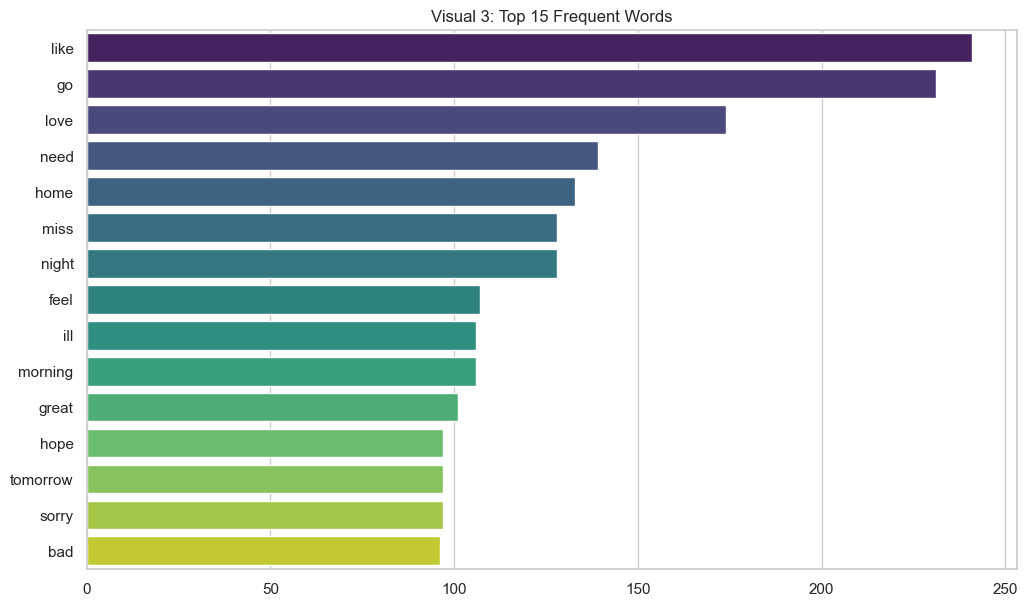 Visual 3: Top 15 Frequent Words
like
go
love
need
home
miss
night
feel
ill
morning
great
hope
tomorrow
sorry
bad
0 50 100 150 200 250